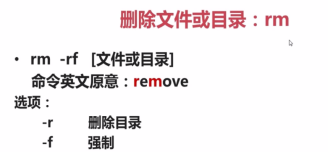 删除文件或目录：rm
• rm -rf [文件或目录]
命令英文原意：remove
选项：
-r 删除目录
-f 强制